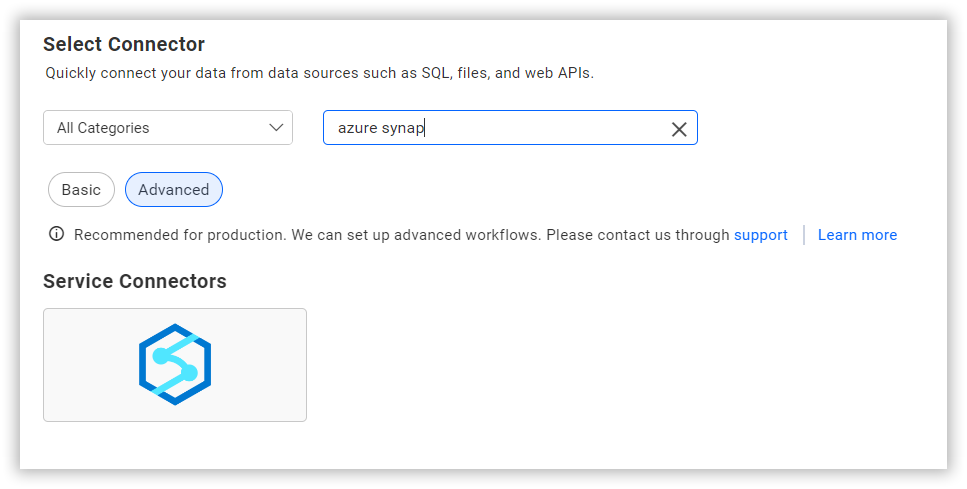 Select Connector
Quickly connect your data from data sources such as SQL, files, and web APIs.
All Categories
azure synap
Basic
Advanced
Recommended for production. We can set up advanced workflows. Please contact us through support
Learn more
Service Connectors